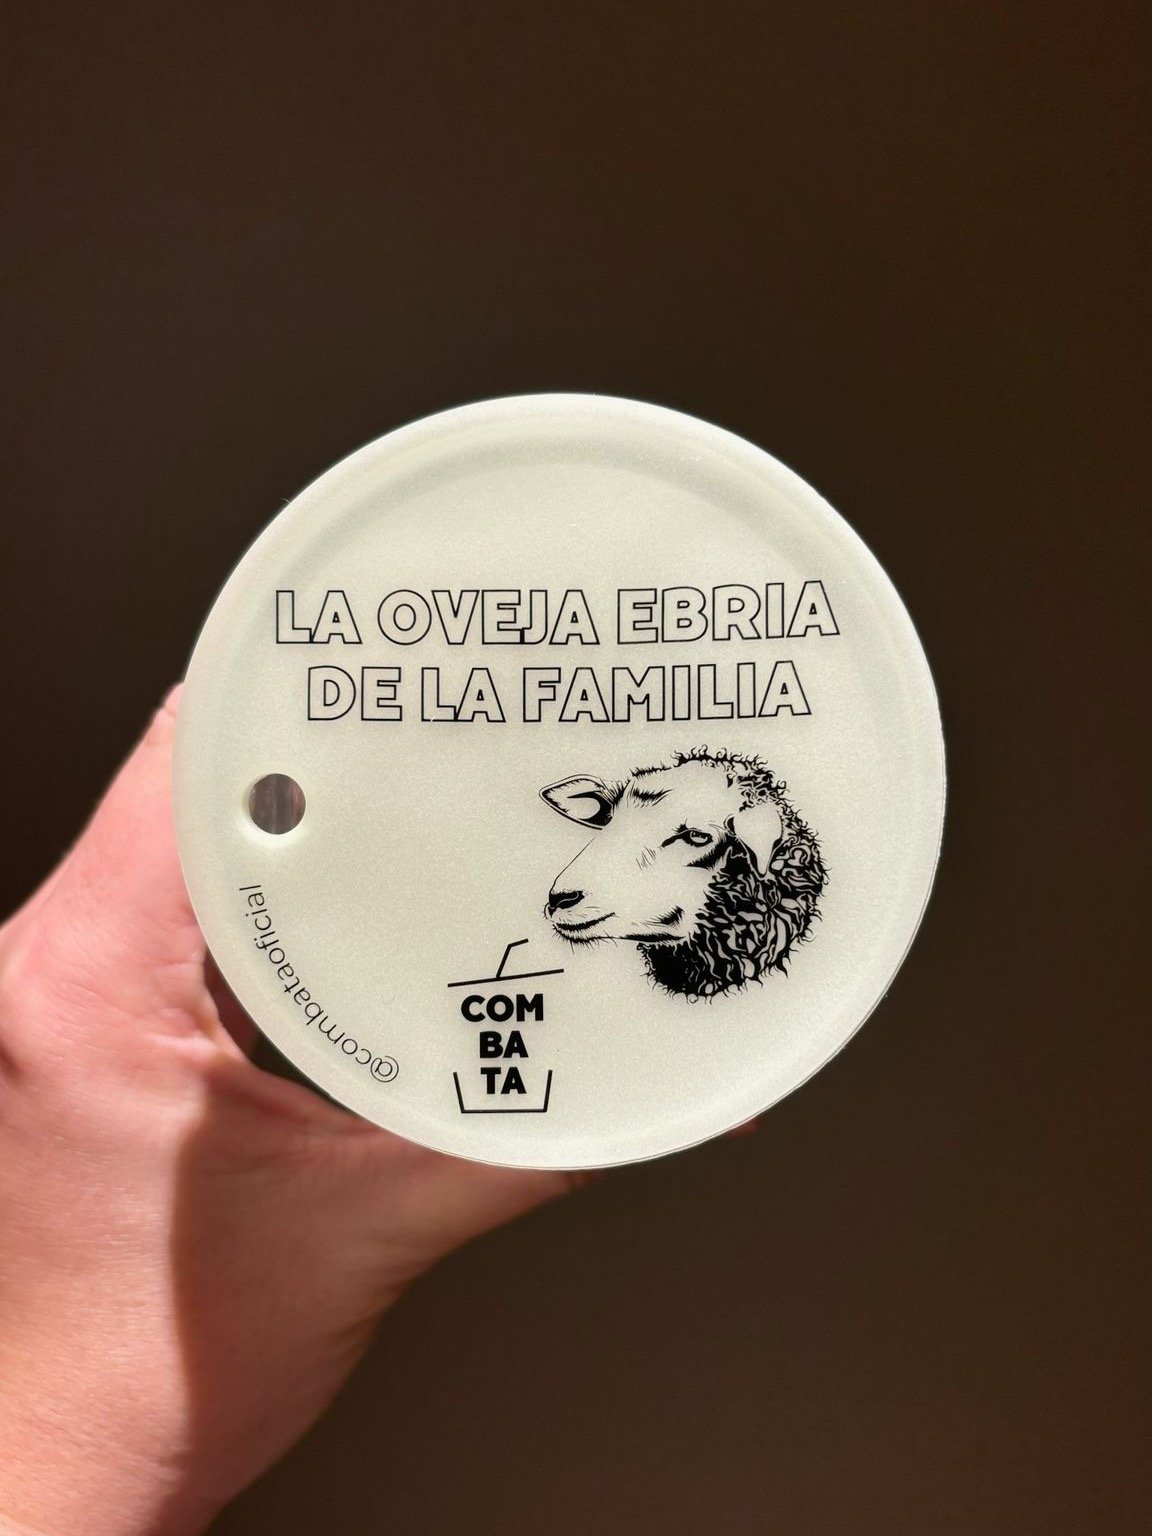 LA OVEJA EBRIA
DE LA FAMILIA
COM
BA
TA
@combataoficial